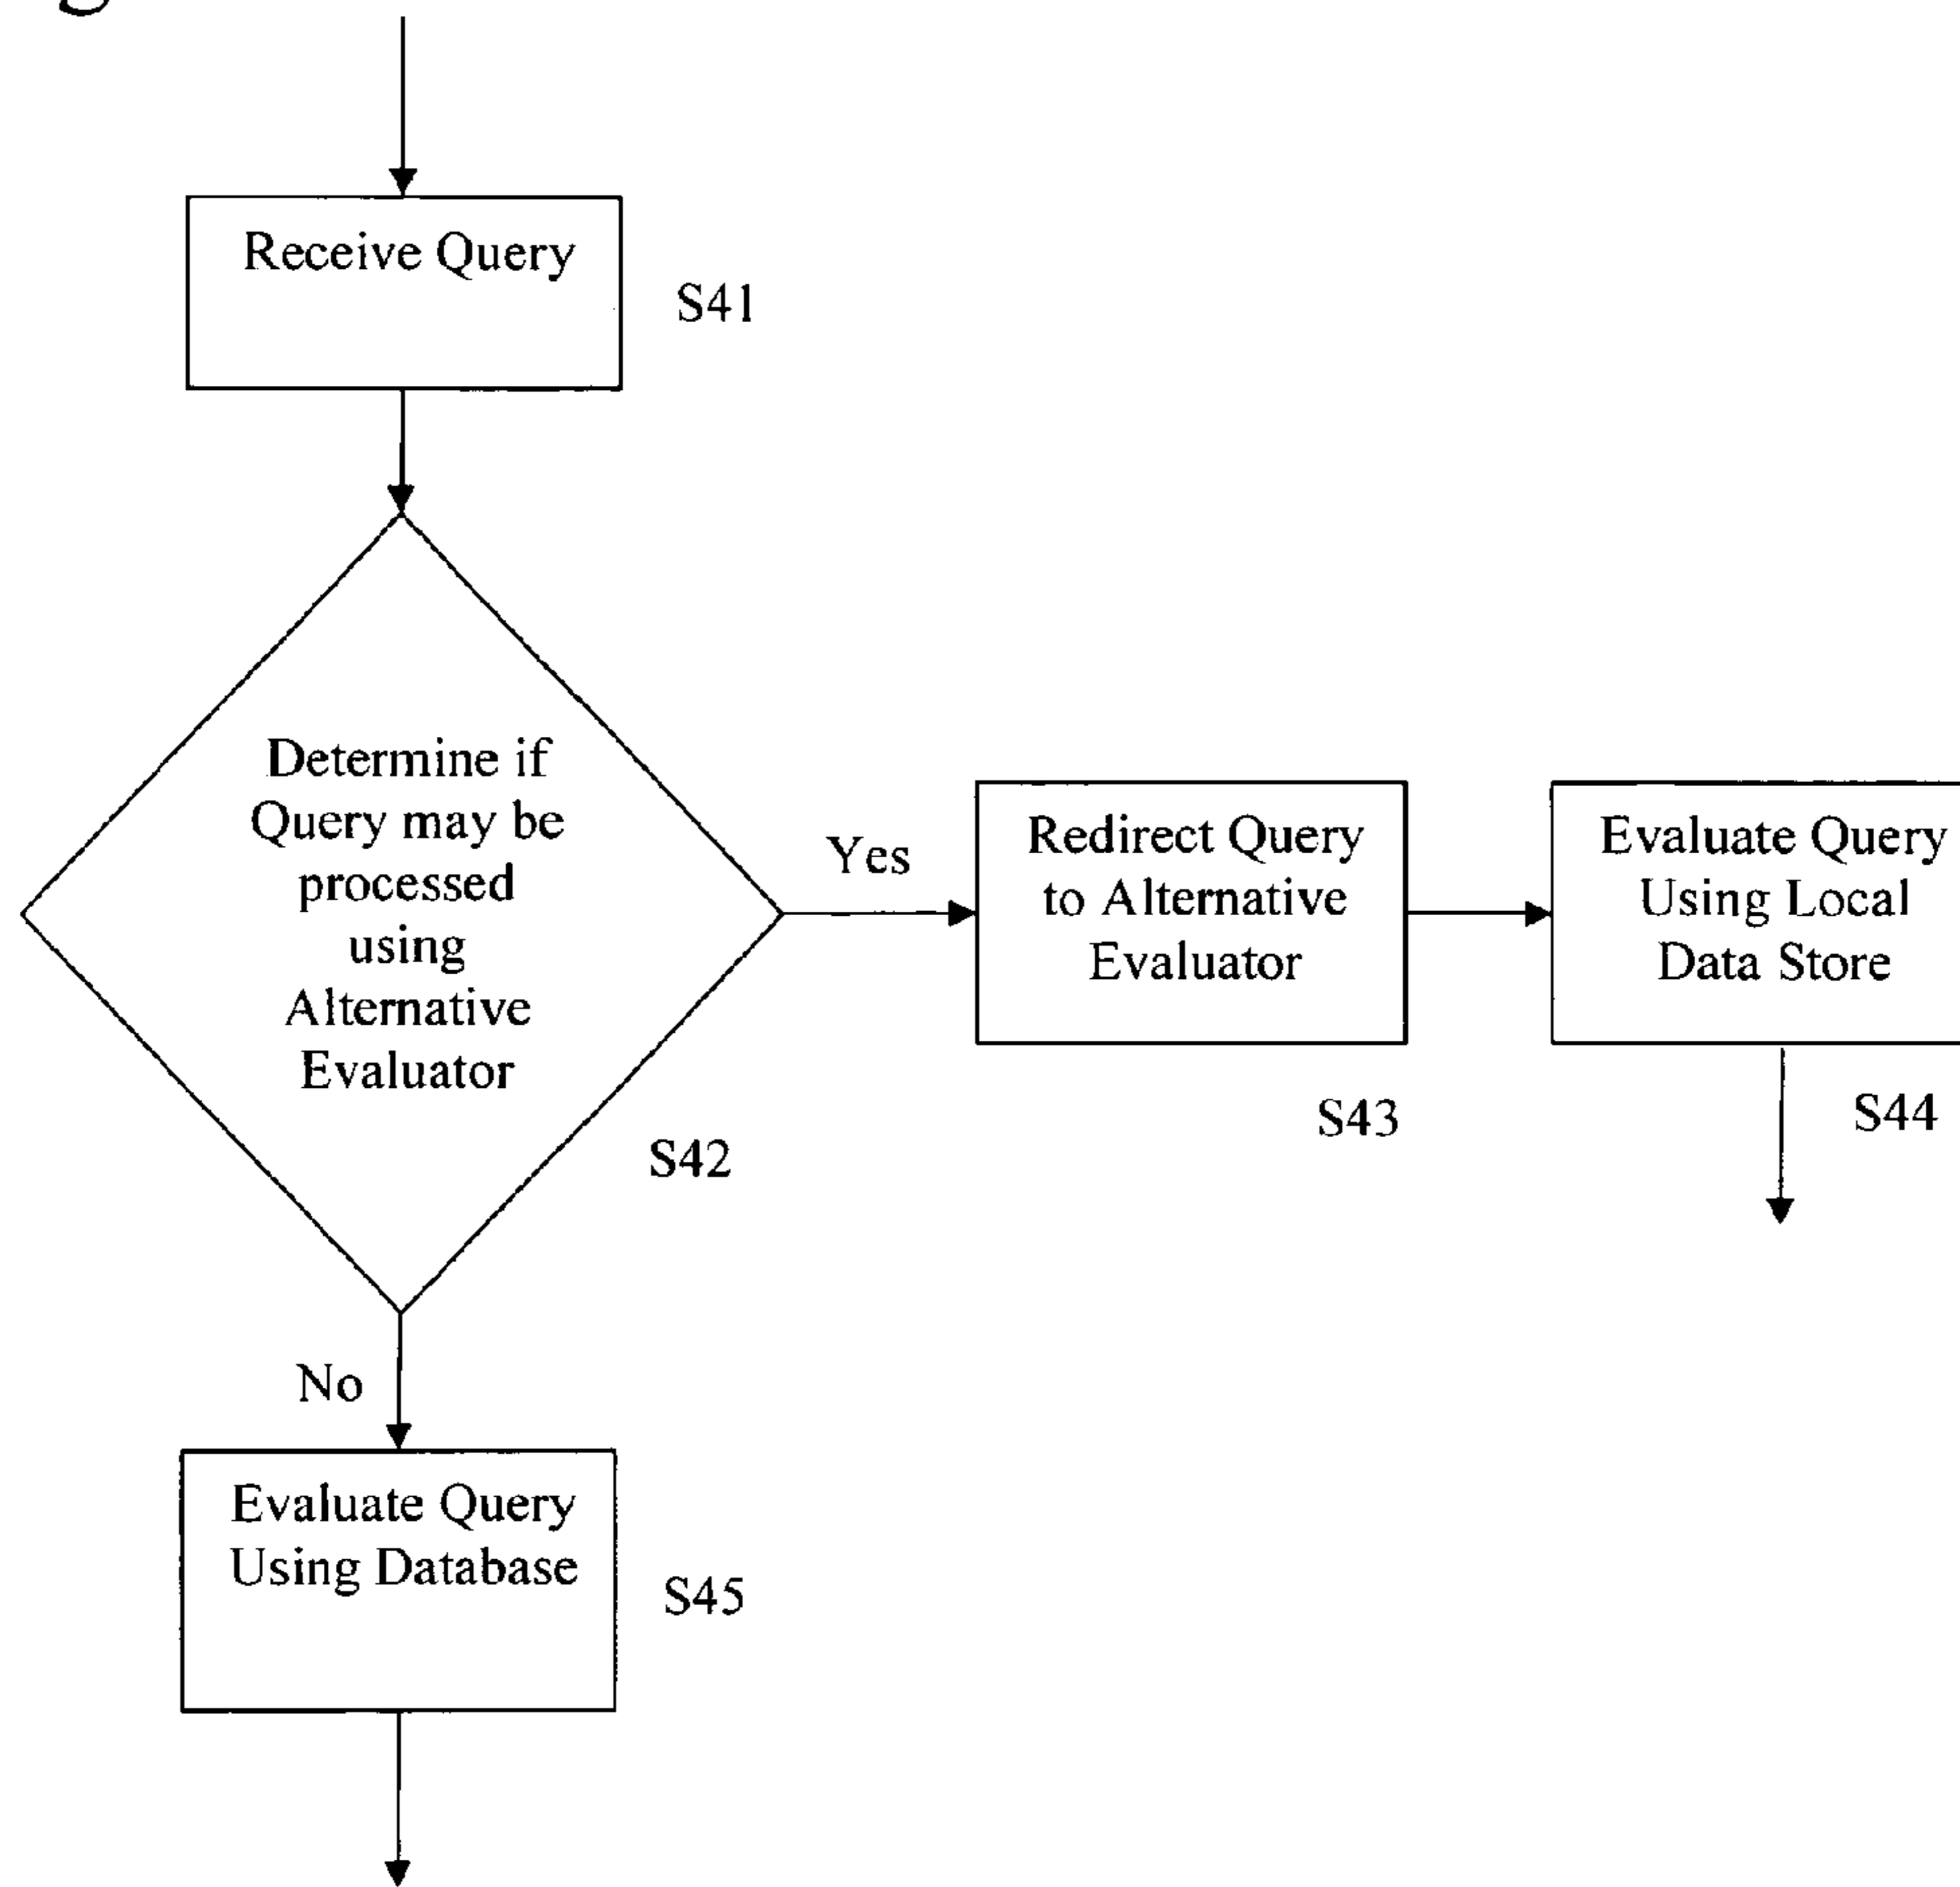 Receive Query
S41
Determine if
Query may be
processed
using
Alternative
Evaluator
S42
Yes
Redirect Query
to Alternative
Evaluator
S43
Evaluate Query
Using Local
Data Store
S44
No
Evaluate Query
Using Database
S45